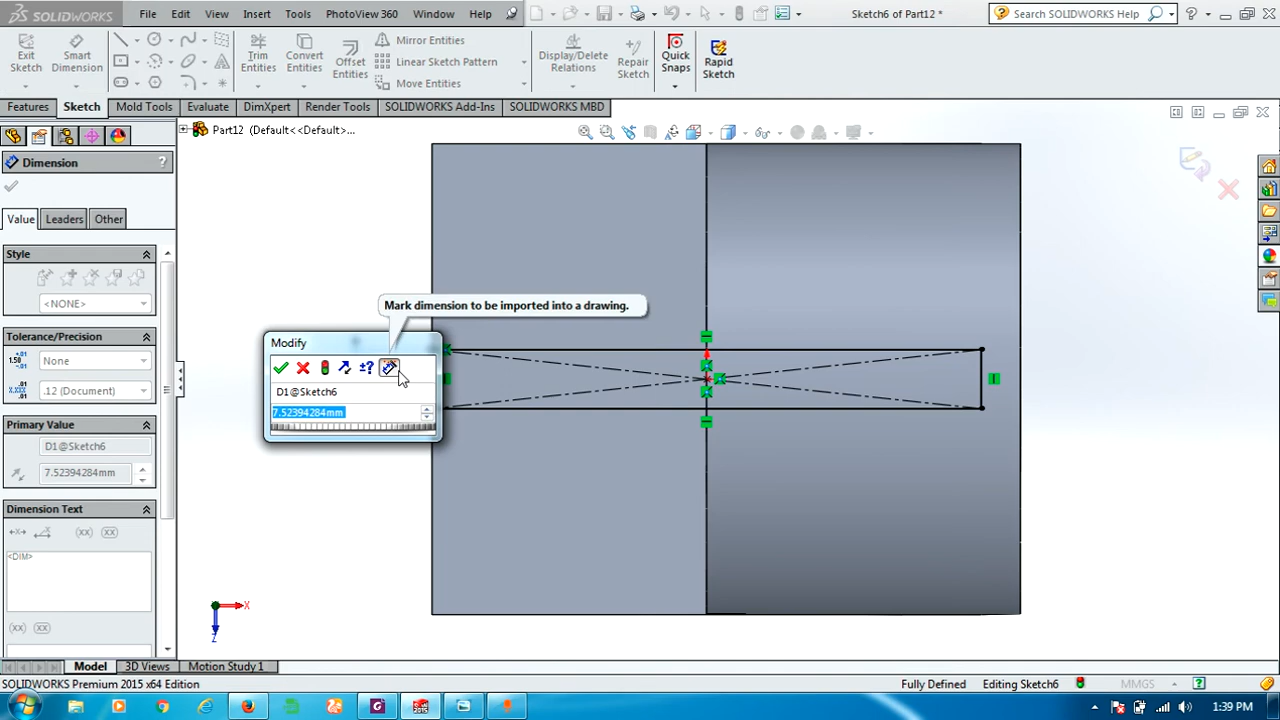 SOLIDWORKS File Edit View Insert Tools PhotoView 360 Window Help Sketch6 of Part12 * Search SOLIDWORKS Help
Exit Sketch
Smart Dimension
Trim Entities
Convert Entities
Offset Entities
Mirror Entities
Linear Sketch Pattern
Move Entities
Display/Delete Relations
Repair Sketch
Quick Snaps
Rapid Sketch
Features Sketch Mold Tools Evaluate DimXpert Render Tools SOLIDWORKS Add-Ins SOLIDWORKS MBD
Part12 (Default<<Default>...
Dimension ?
Value Leaders Other
Style
<NONE>
Tolerance/Precision
None
.12 (Document)
Primary Value
D1@Sketch6
7.52394284mm
Dimension Text
<DIM>
Mark dimension to be imported into a drawing.
Modify
D1@Sketch6
7.52394284mm
X
Z
Model 3D Views Motion Study 1
SOLIDWORKS Premium 2015 x64 Edition Fully Defined Editing Sketch6 MMGS
1:39 PM